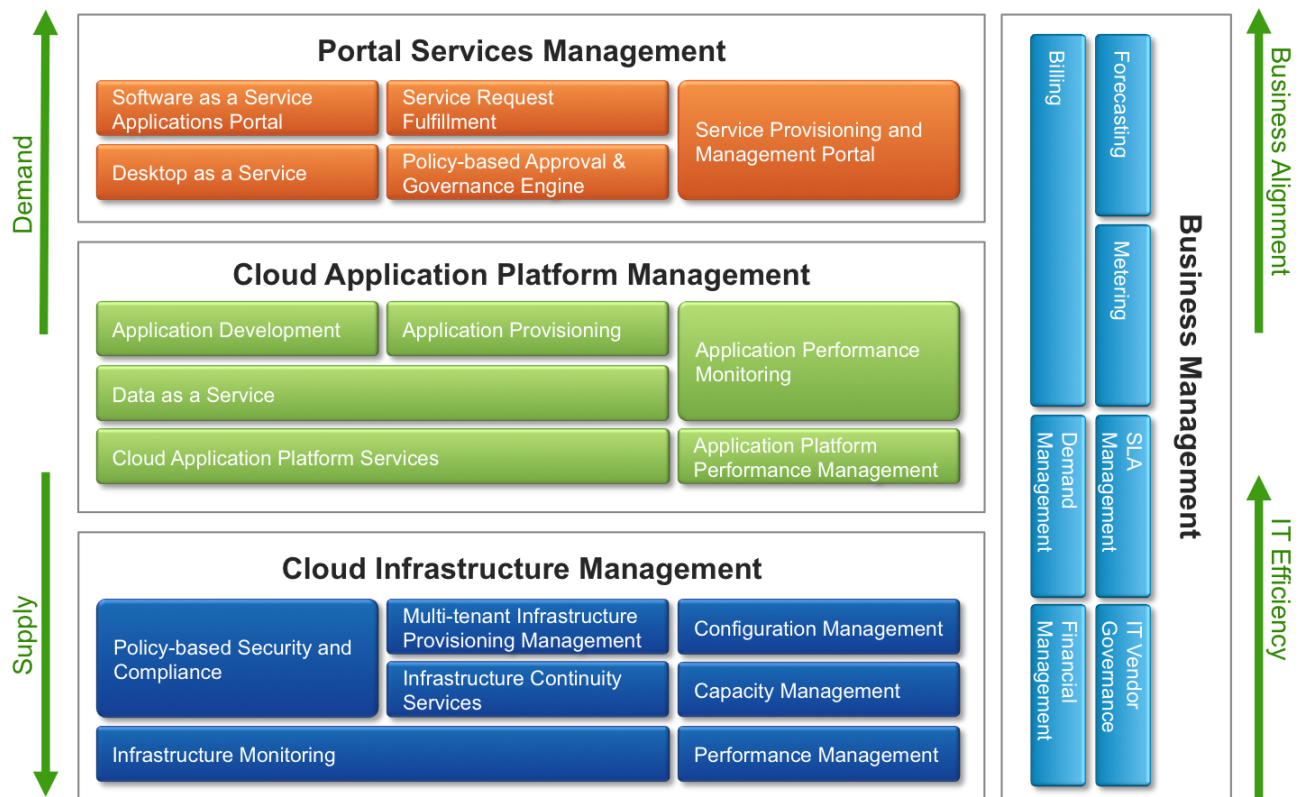 Demand
Supply
Portal Services Management
Software as a Service
Applications Portal
Service Request
Fulfillment
Service Provisioning and
Management Portal
Desktop as a Service
Policy-based Approval &
Governance Engine
Cloud Application Platform Management
Application Development
Application Provisioning
Application Performance
Monitoring
Data as a Service
Cloud Application Platform Services
Application Platform
Performance Management
Cloud Infrastructure Management
Policy-based Security and
Compliance
Multi-tenant Infrastructure
Provisioning Management
Configuration Management
Infrastructure Continuity
Services
Capacity Management
Infrastructure Monitoring
Performance Management
Business Management
Billing
Forecasting
Metering
Demand
Management
SLA
Management
Financial
Management
IT Vendor
Governance
Business Alignment
IT Efficiency